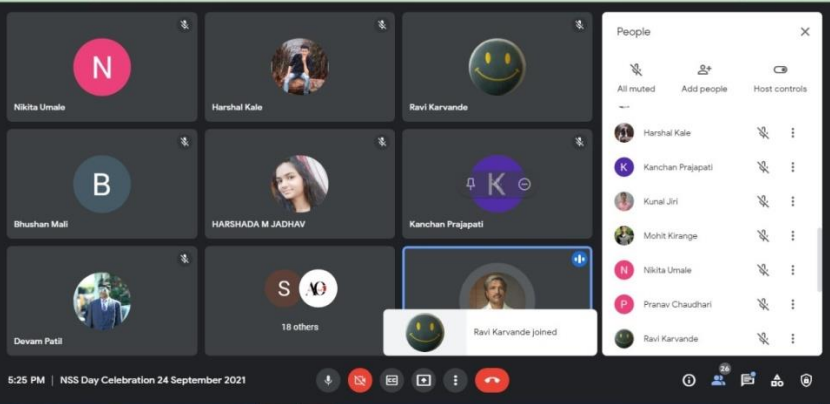 N
Nikita Umale
Harshal Kale
Ravi Karvande
B
Bhushan Mali
HARSHADA M JADHAV
K
Kanchan Prajapati
Devam Patil
S
AG
18 others
Ravi Karvande joined
People
All muted
Add people
Host controls
Harshal Kale
K Kanchan Prajapati
Kunal Jiri
Mohit Kirange
N Nikita Umale
P Pranav Chaudhari
Ravi Karvande
5:25 PM | NSS Day Celebration 24 September 2021
CC
26